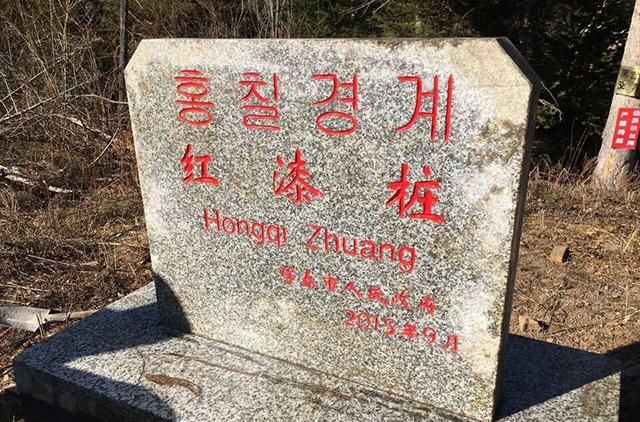 홍칠경계
红漆桩
Hongqi Zhuang
珲春市人民政府
2015年9月